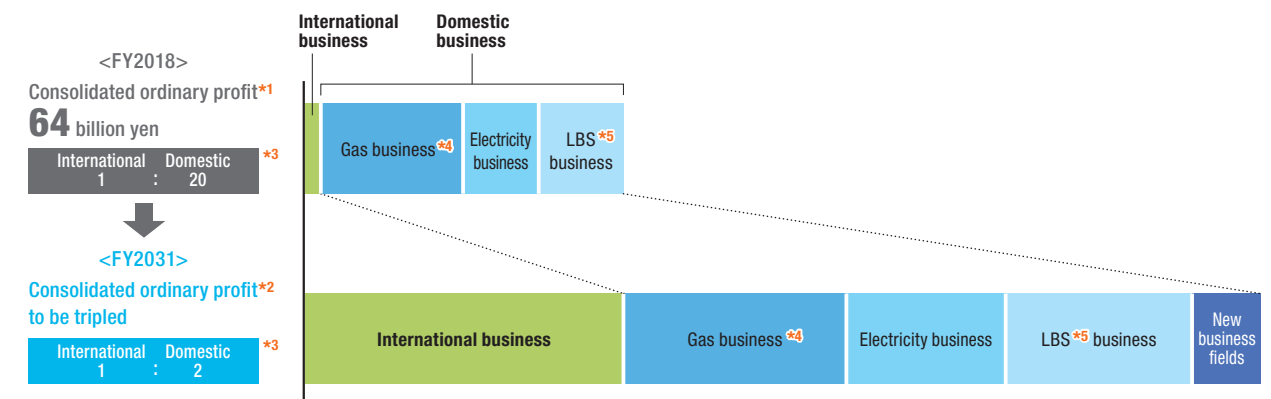 International
business
Domestic
business
<FY2018>
Consolidated ordinary profit*1
64 billion yen
International Domestic *3
1 : 20
Gas business*4
Electricity
business
LBS*5
business
<FY2031>
Consolidated ordinary profit*2
to be tripled
International Domestic *3
1 : 2
International business
Gas business*4
Electricity business
LBS*5 business
New
business
fields